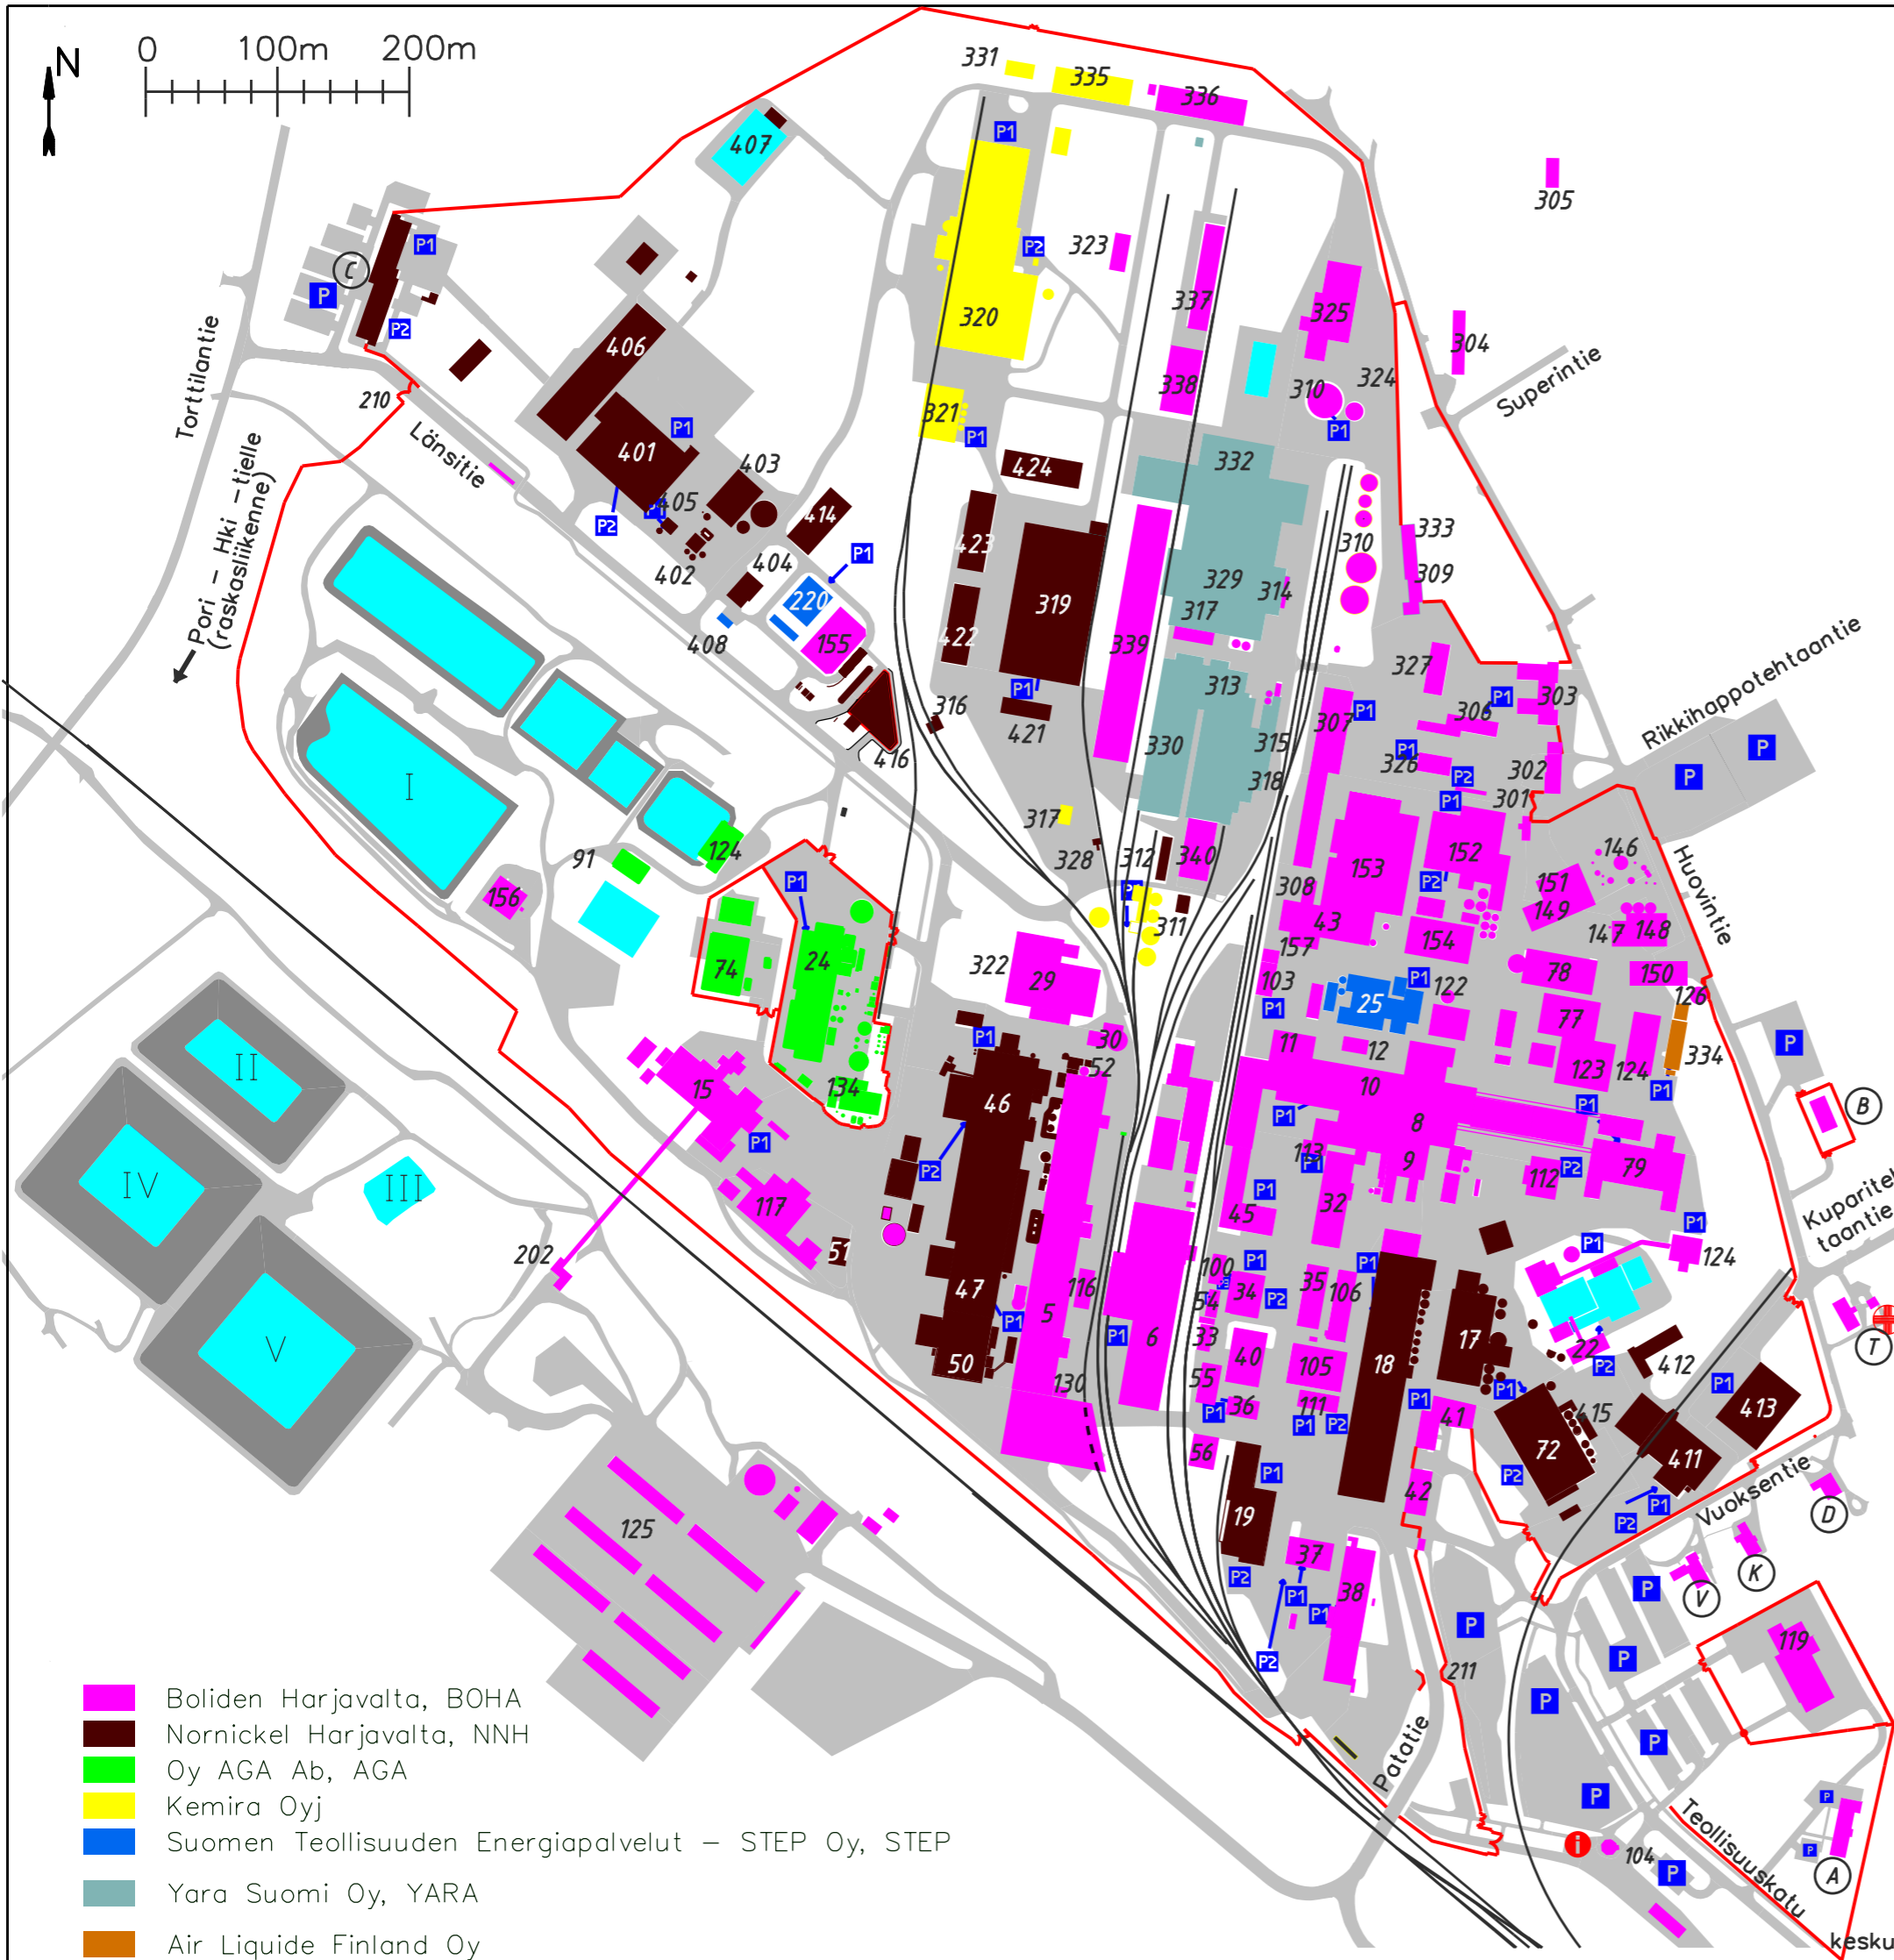 0 100m 200m
N
331
335
336
P1
407
305
C
P1
P
P2
323
P2
320
337
325
304
406
338
310
324
Tortilantie
210
Superintie
321
P1
P1
P1
Länsitie
401
403
424
332
405
P2
P1
414
Pori - Hki -tielle
(raskasliikenne)
423
310
333
402
404
P1
329
309
220
319
314
317
408
155
422
339
327
313
303
P1
P1
316
306
P1
307
421
Rikkihappotehtaantie
416
330
315
P1
326
P
P
I
318
P2
302
P1
301
317
91
124
328
312
340
152
146
Huovintie
153
P1
P2
151
156
308
149
311
43
147
148
154
157
322
74
24
29
103
78
150
P1
122
126
P1
25
77
II
P1
30
11
12
P
334
52
123
124
15
10
134
46
P1
P1
P1
B
8
113
P1
P1
9
P2
IV
III
P2
112
79
P1
117
32
45
Kupariteh
taantie
202
51
P1
P1
124
100
P1
P1
47
116
35
106
34
P2
54
5
17
P1
P1
33
22
T
V
6
40
18
50
105
P2
412
55
130
P1
P1
36
111
413
P1
P1
P1
P2
41
415
56
72
411
P1
P2
42
125
Vuoksentie
D
19
P1
P2
37
K
P2
P1
38
P
V
P1
P
119
P2
211
P
P
P
Patatie
P
Teollisuuskatu
P
P
i
104
P
A
keskus
Boliden Harjavalta, BOHA
Nornickel Harjavalta, NNH
Oy AGA Ab, AGA
Kemira Oyj
Suomen Teollisuuden Energiapalvelut – STEP Oy, STEP
Yara Suomi Oy, YARA
Air Liquide Finland Oy